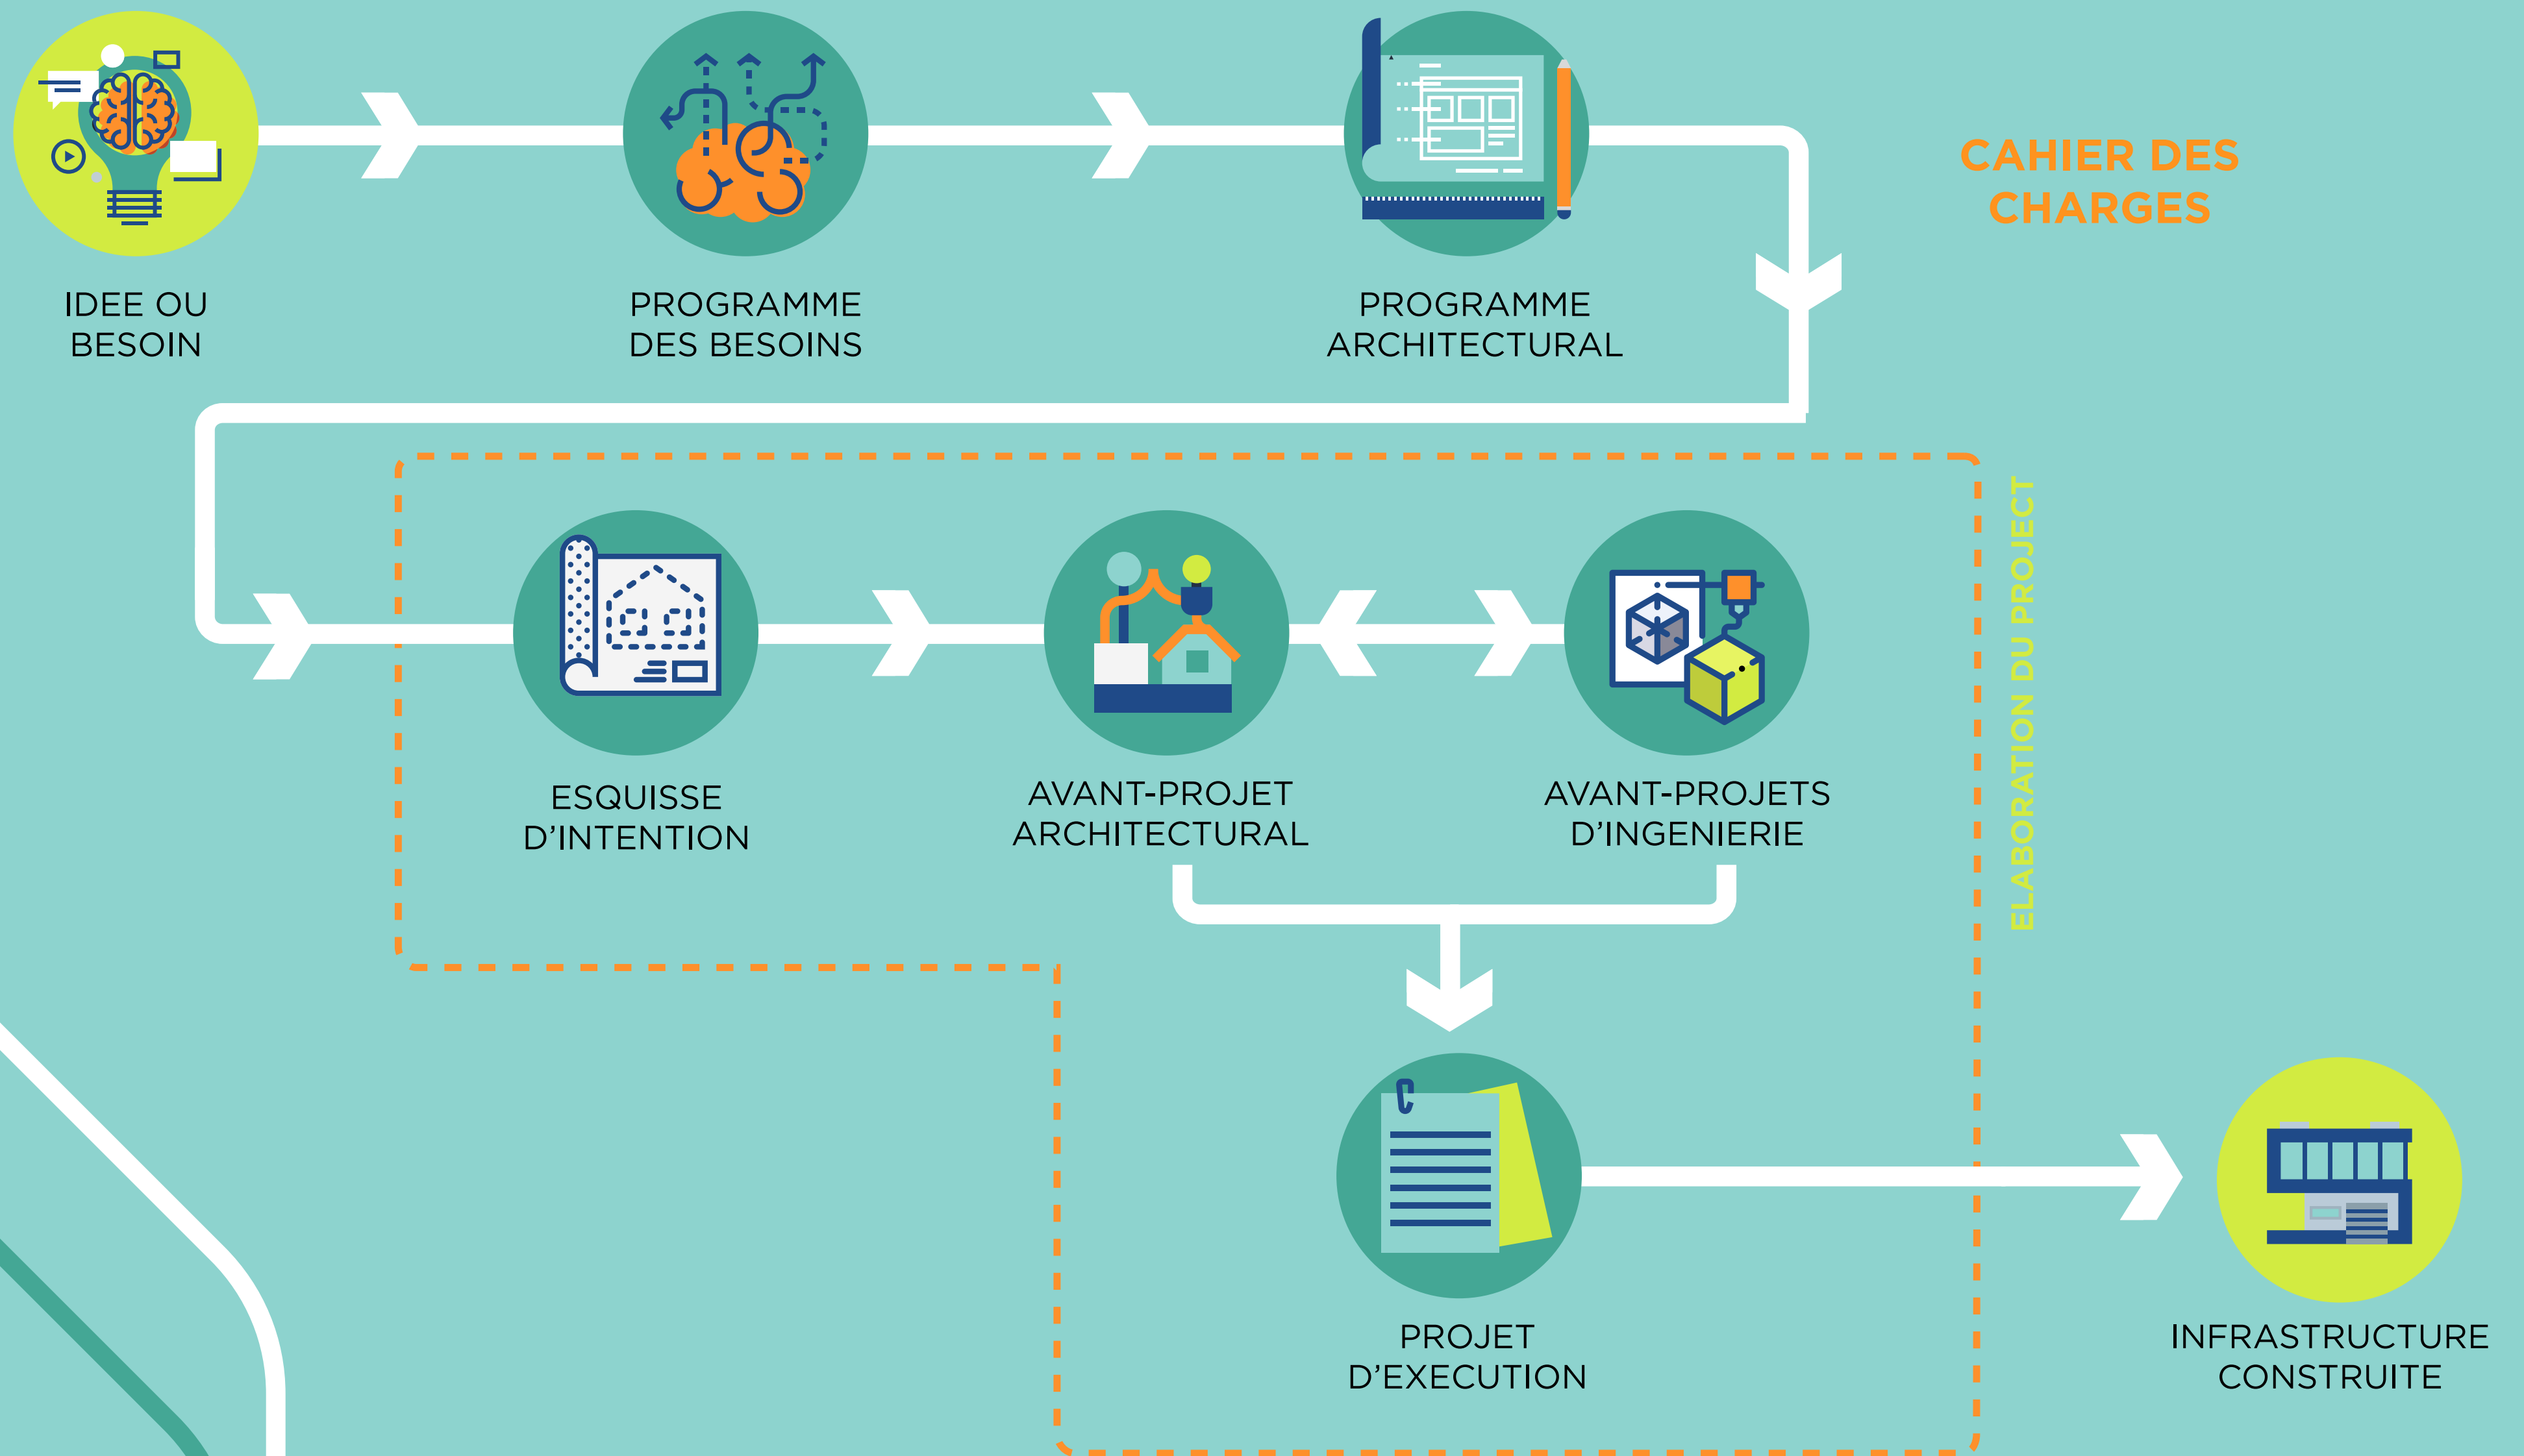 CAHIER DES
CHARGES
IDEE OU
BESOIN
PROGRAMME
DES BESOINS
PROGRAMME
ARCHITECTURAL
ELABORATION DU PROJECT
ESQUISSE
D’INTENTION
AVANT-PROJET
ARCHITECTURAL
AVANT-PROJETS
D’INGENIERIE
PROJET
D’EXECUTION
INFRASTRUCTURE
CONSTRUITE